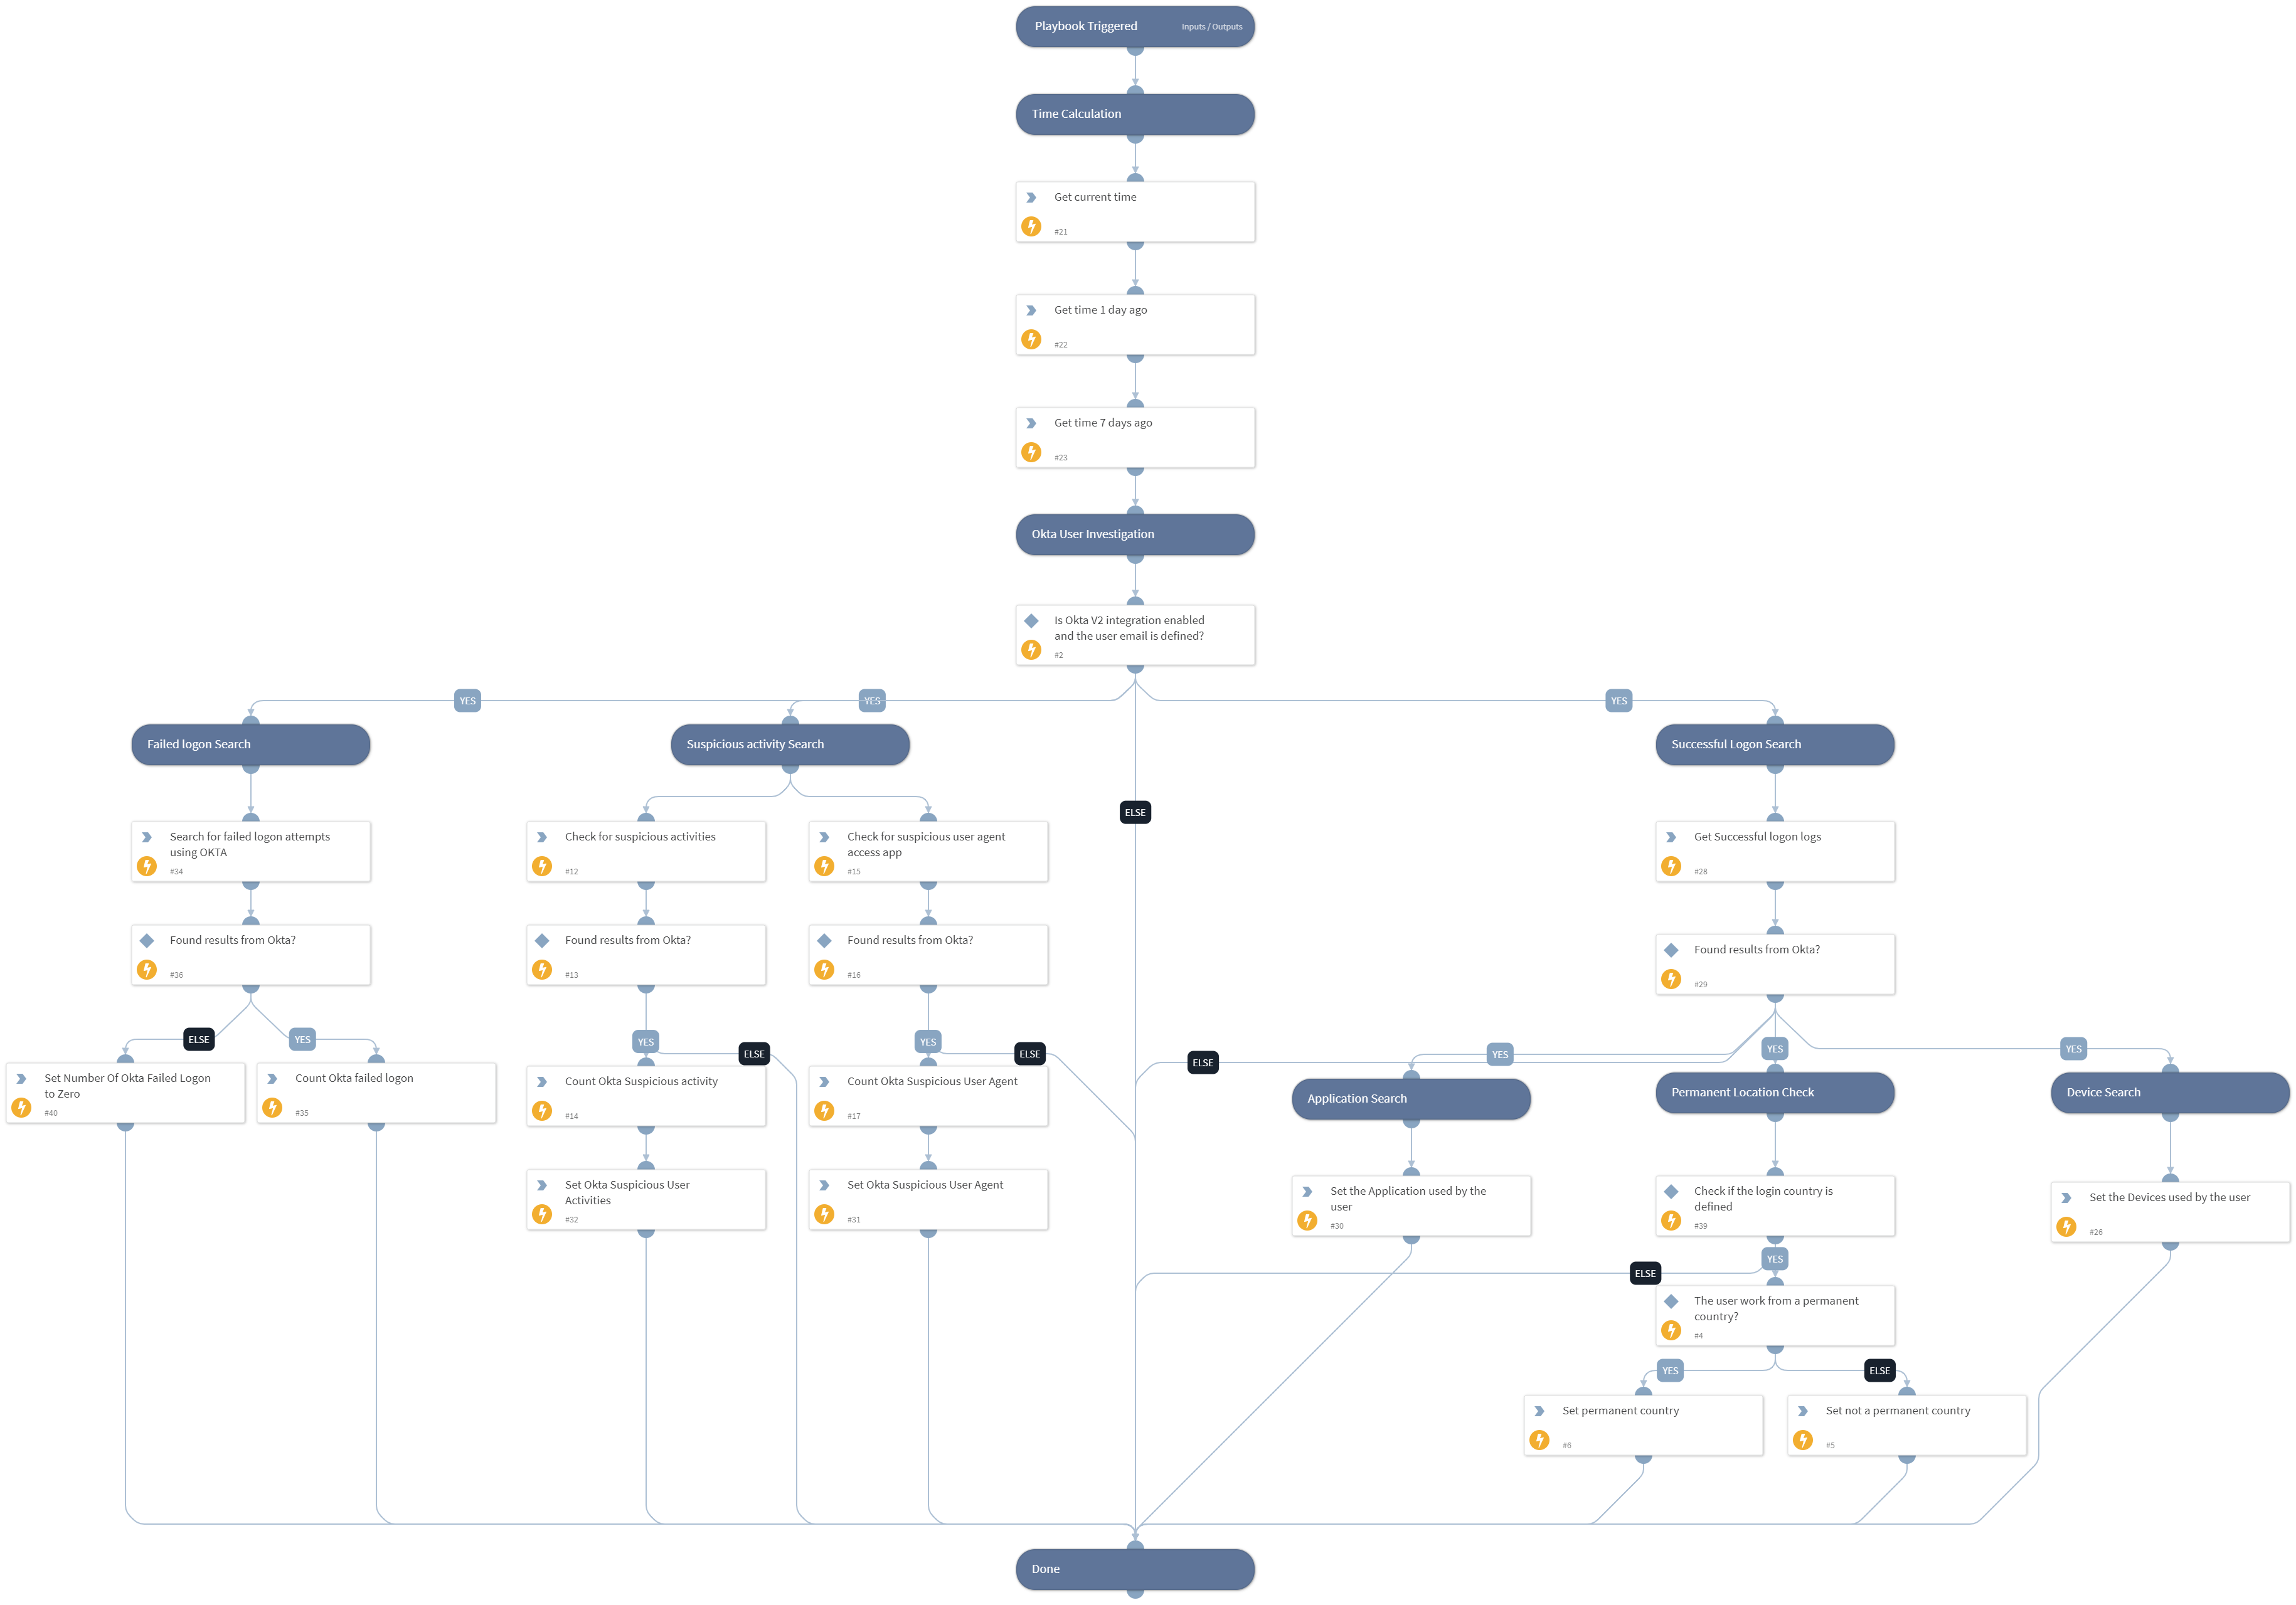 Playbook Triggered
Inputs / Outputs
Time Calculation
Get current time
#21
Get time 1 day ago
#22
Get time 7 days ago
#23
Okta User Investigation
Is Okta V2 integration enabled
and the user email is defined?
#2
YES
YES
YES
Failed logon Search
Suspicious activity Search
Successful Logon Search
ELSE
Search for failed logon attempts
using OKTA
#34
Check for suspicious activities
#12
Check for suspicious user agent
access app
#15
Get Successful logon logs
#28
Found results from Okta?
#36
Found results from Okta?
#13
Found results from Okta?
#16
Found results from Okta?
#29
ELSE
YES
YES
ELSE
YES
ELSE
ELSE
YES
YES
YES
Set Number Of Okta Failed Logon
to Zero
#40
Count Okta failed logon
#35
Count Okta Suspicious activity
#14
Count Okta Suspicious User Agent
#17
Application Search
Permanent Location Check
Device Search
Set Okta Suspicious User
Activities
#32
Set Okta Suspicious User Agent
#31
Set the Application used by the
user
#30
Check if the login country is
defined
#39
Set the Devices used by the user
#26
YES
ELSE
The user work from a permanent
country?
#4
YES
ELSE
Set permanent country
#6
Set not a permanent country
#5
Done